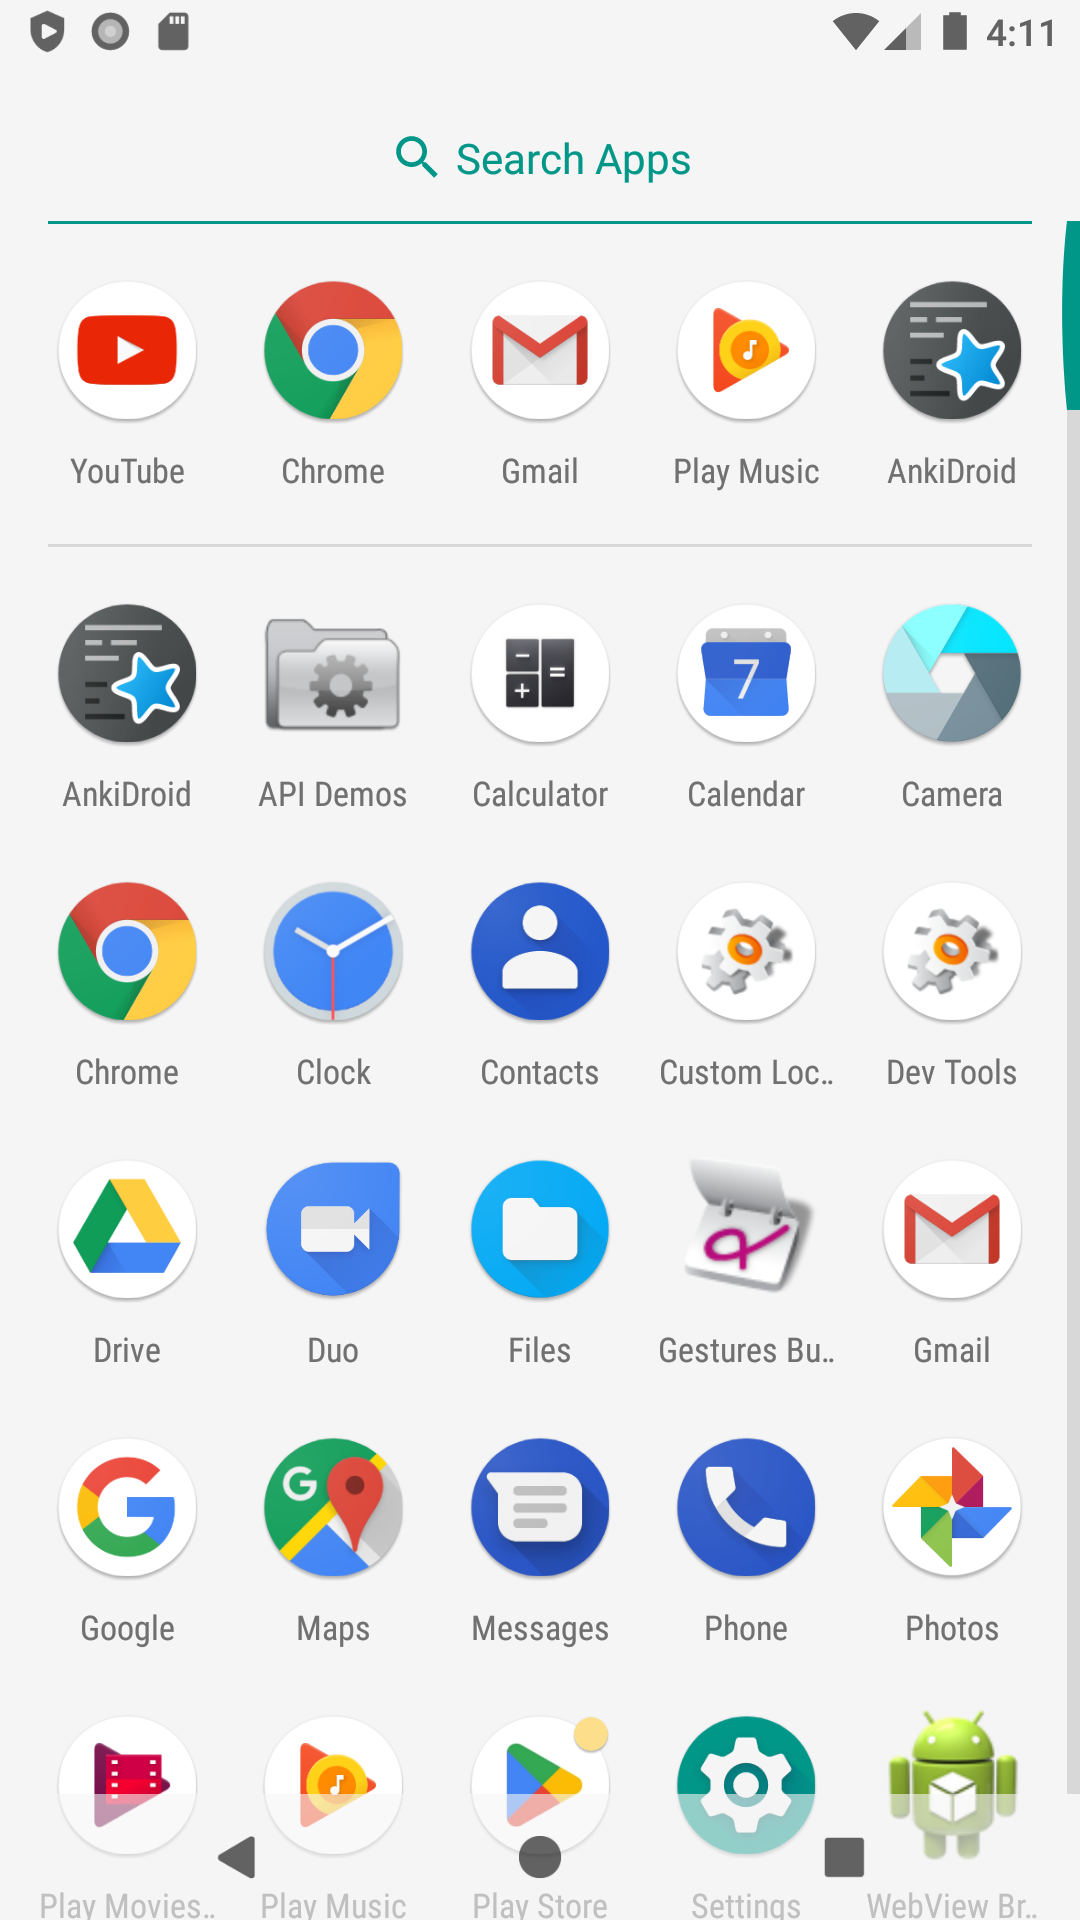 4:11
Search Apps
YouTube Chrome Gmail Play Music AnkiDroid
AnkiDroid API Demos Calculator Calendar Camera
Chrome Clock Contacts Custom Loc.. Dev Tools
Drive Duo Files Gestures Bu.. Gmail
Google Maps Messages Phone Photos
Play Movies.. Play Music Play Store Settings WebView Br..